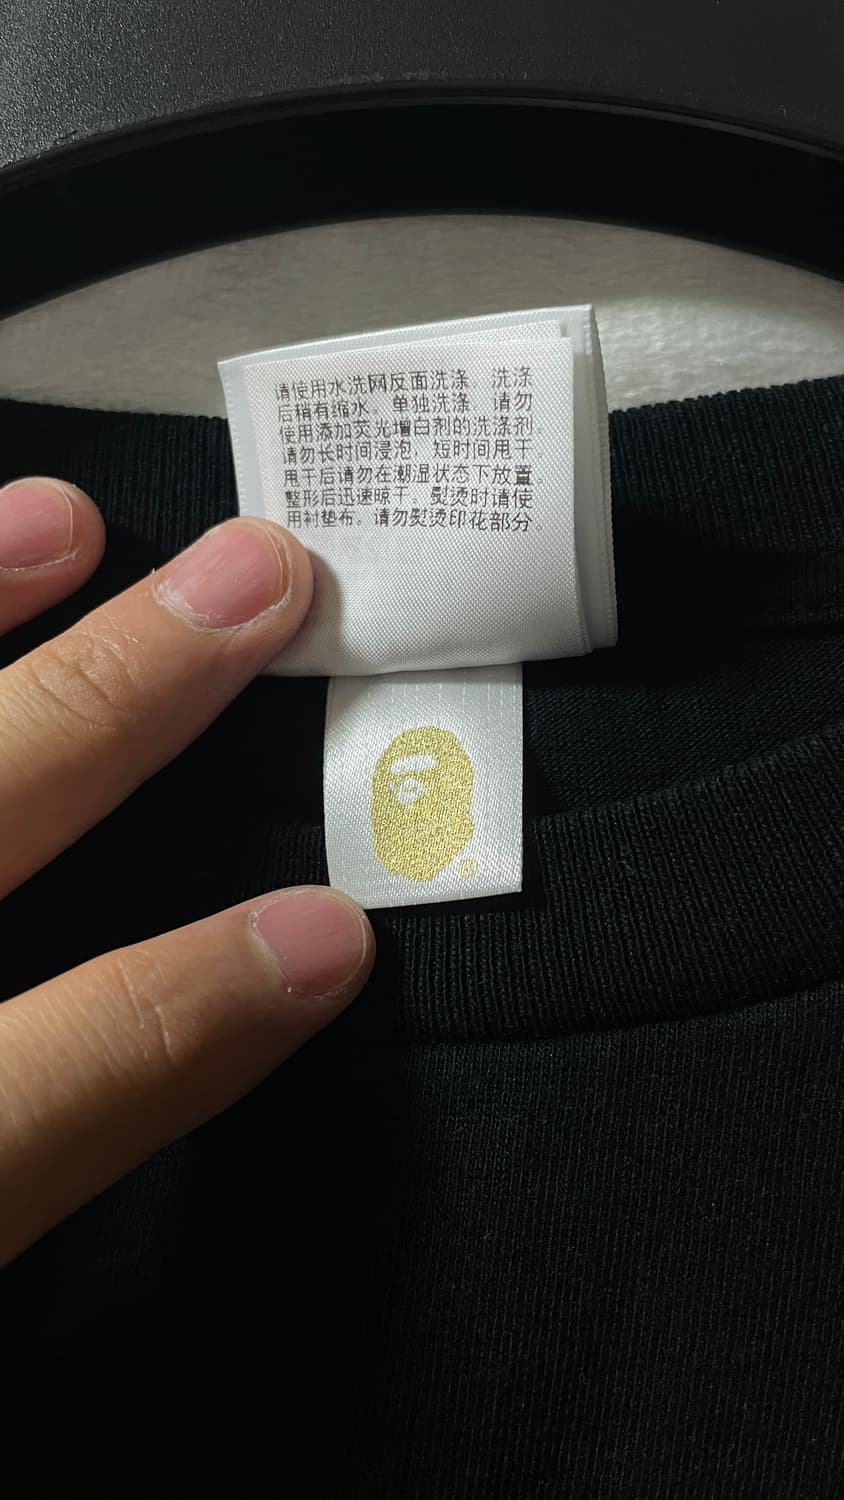 请使用水洗网反面洗涤。洗涤
后稍有缩水。单独洗涤。请勿
使用添加荧光增白剂的洗涤剂。
请勿长时间浸泡，短时间甩干。
甩干后请勿在潮湿状态下放置。
整形后迅速晾干。熨烫时请使
用衬垫布。请勿熨烫印花部分。
®